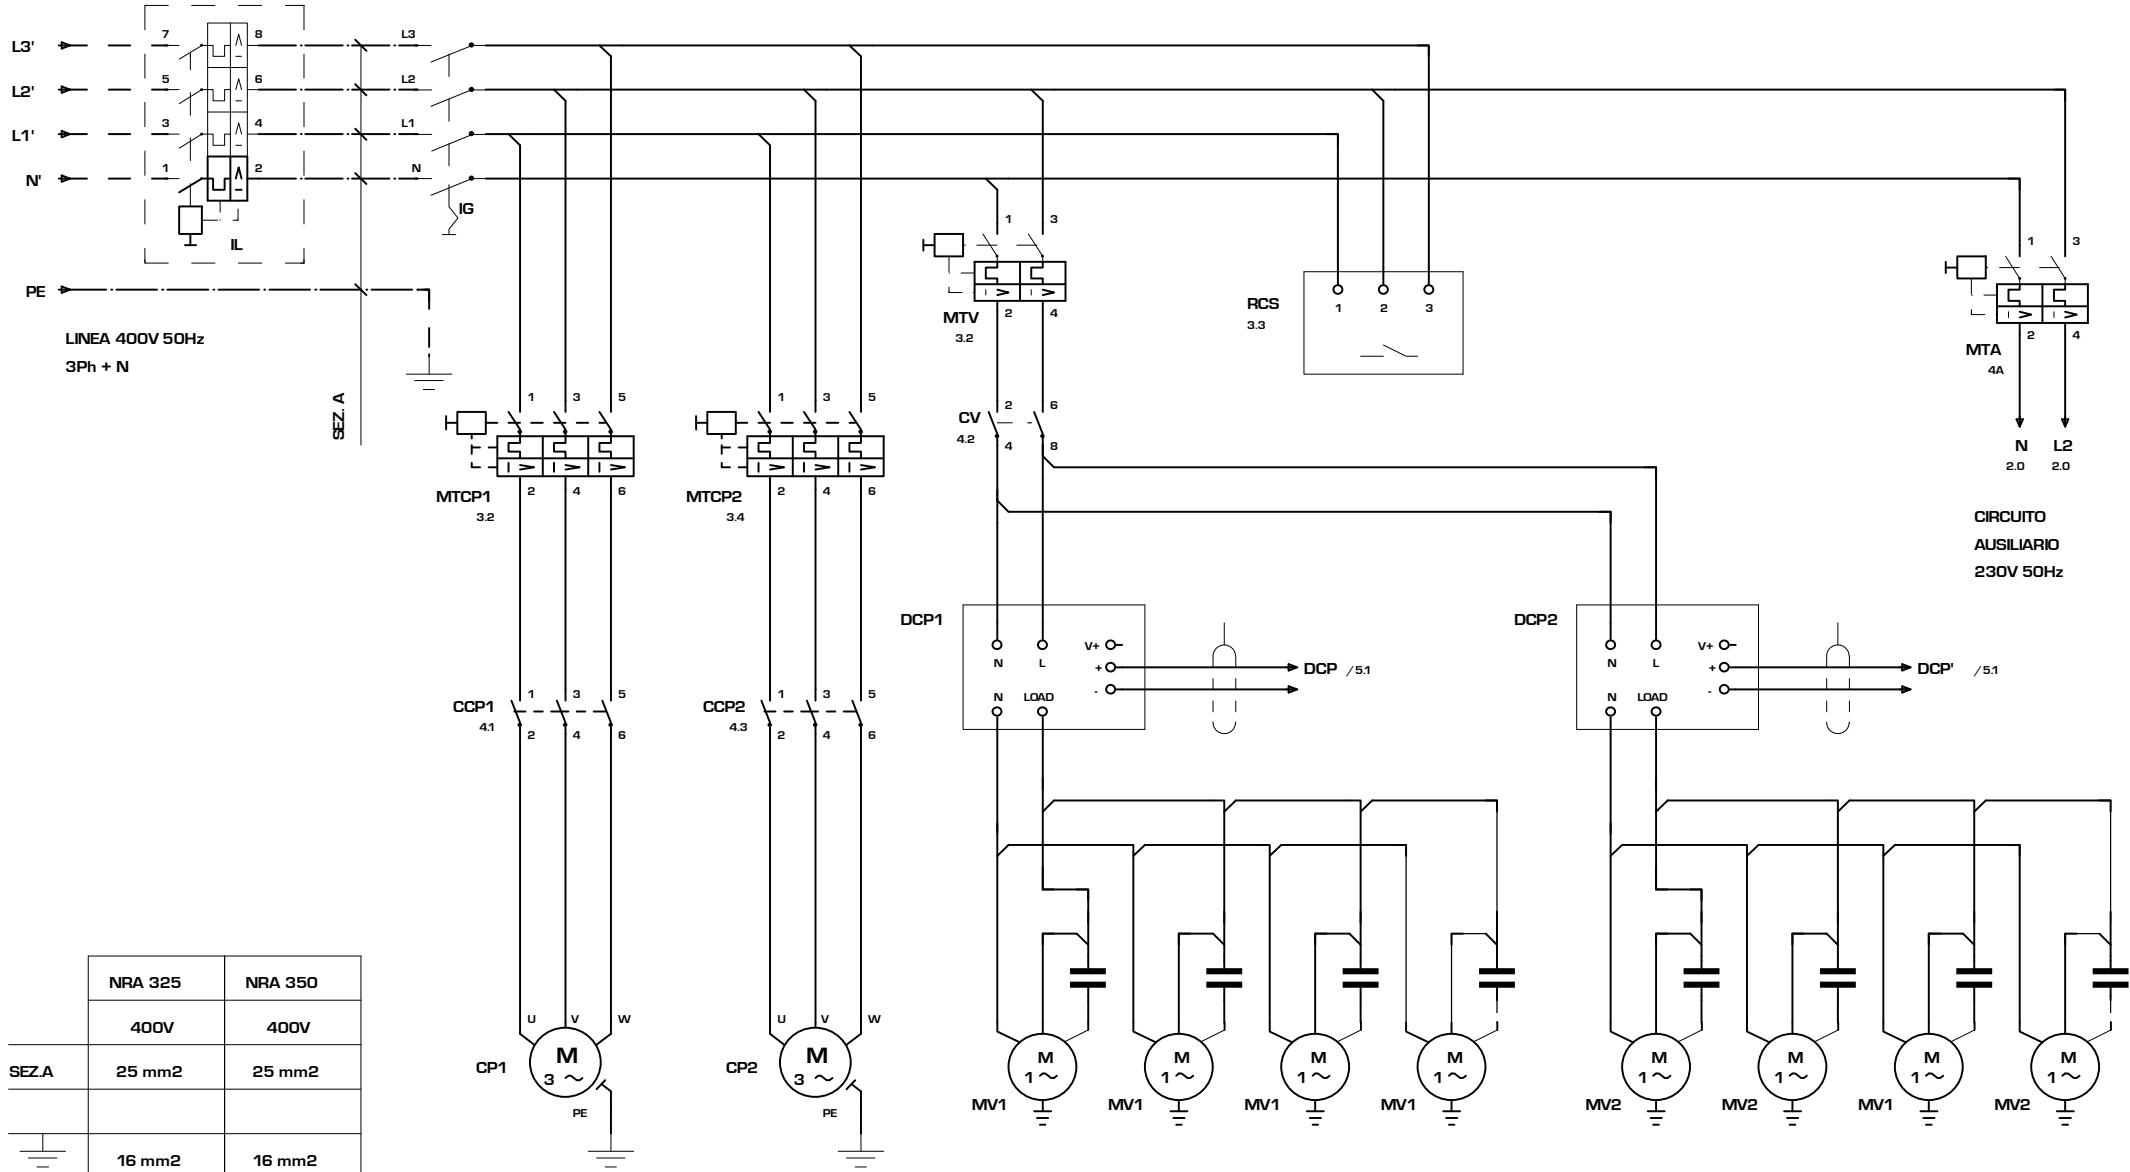 L3' 7 8 L3
L2' 5 6 L2
L1' 3 4 L1
N' 1 2 N
IG
IL
PE
LINEA 400V 50Hz
3Ph + N
SEZ. A
1 3
MTV 2 4
3.2
RCS
3.3
1 2 3
1 3
2 4
MTA
4A
N L2
2.0 2.0
CIRCUITO
AUSILIARIO
230V 50Hz
1 3 5
MTCP1 2 4 6
3.2
1 3 5
MTCP2 2 4 6
3.4
CV 2 6
4.2 4 8
DCP1
N L
V+
+
-
N LOAD
DCP /5.1
DCP2
N L
V+
+
-
N LOAD
DCP' /5.1
CCP1 1 3 5
4.1 2 4 6
CCP2 1 3 5
4.3 2 4 6
U V W
CP1 M
3 ~
PE
U V W
CP2 M
3 ~
PE
M
1 ~
MV1
M
1 ~
MV1
M
1 ~
MV1
M
1 ~
MV1
M
1 ~
MV2
M
1 ~
MV2
M
1 ~
MV1
M
1 ~
MV2
NRA 325 NRA 350
400V 400V
SEZ.A 25 mm2 25 mm2
16 mm2 16 mm2